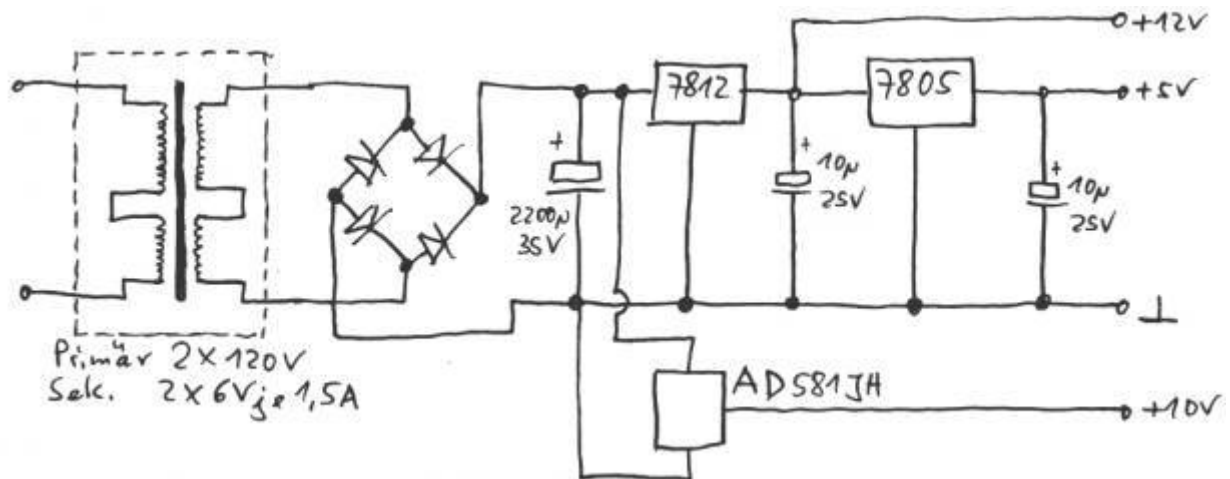 +12V
7812
7805
+5V
+
2200µ
35V
+
10µ
25V
+
10µ
25V
Primär 2X120V
Sek. 2X6V je 1,5A
AD581JH
+10V